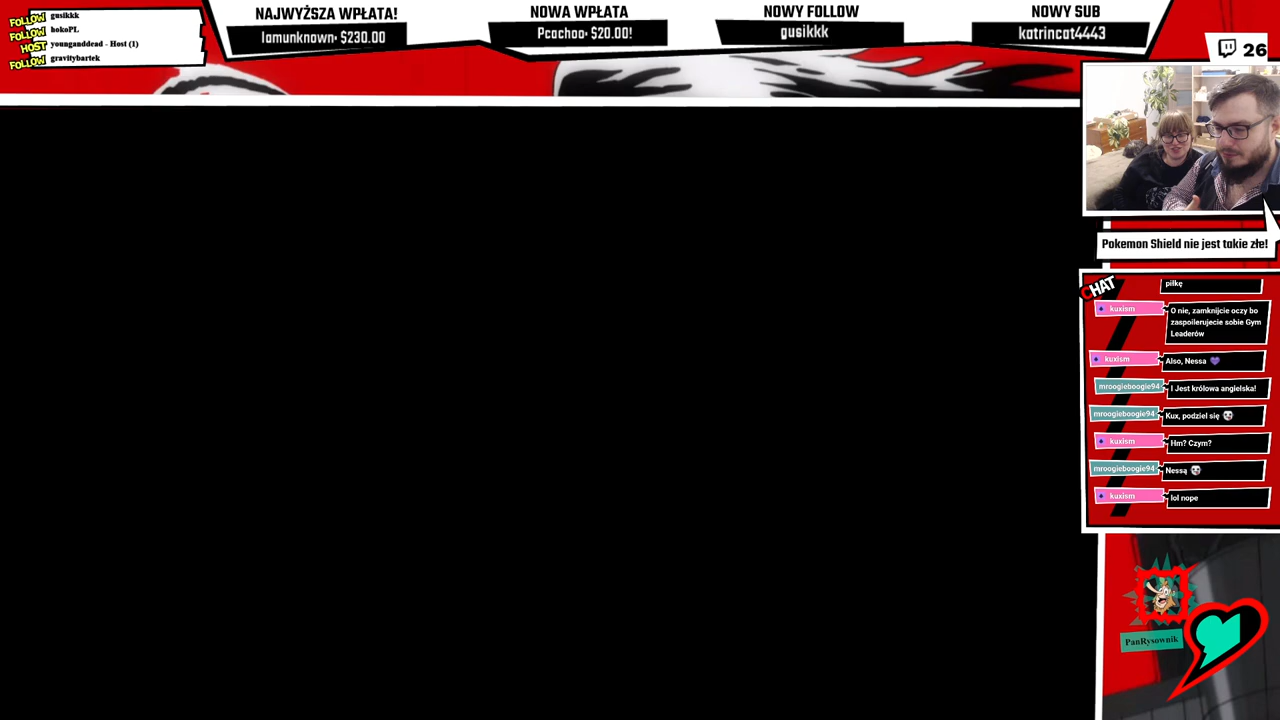 FOLLOW gusikkk
FOLLOW hokoPL
HOST younganddead - Host (1)
FOLLOW gravitybartek
NAJWYŻSZA WPŁATA!
Iamunknown• $230.00
NOWA WPŁATA
Pcachao• $20.00!
NOWY FOLLOW
gusikkk
NOWY SUB
katrincat4443
26
Pokemon Shield nie jest takie złe!
CHAT
piłkę
kuxism
O nie, zamknijcie oczy bo
zaspoilerujecie sobie Gym
Leaderów
kuxism
Also, Nessa
mroogieboogie94
I Jest królowa angielska!
mroogieboogie94
Kux, podziel się
kuxism
Hm? Czym?
mroogieboogie94
Nessą
kuxism
lol nope
PanRysownik